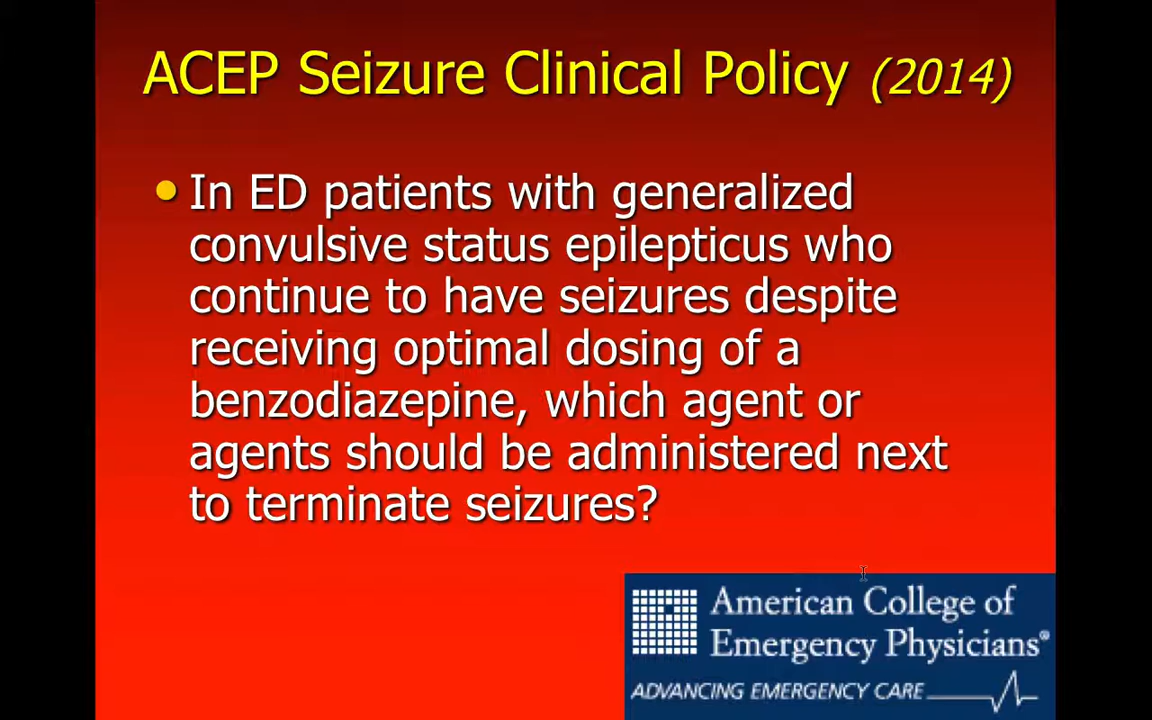 ACEP Seizure Clinical Policy (2014)
• In ED patients with generalized
convulsive status epilepticus who
continue to have seizures despite
receiving optimal dosing of a
benzodiazepine, which agent or
agents should be administered next
to terminate seizures?
American College of
Emergency Physicians®
ADVANCING EMERGENCY CARE